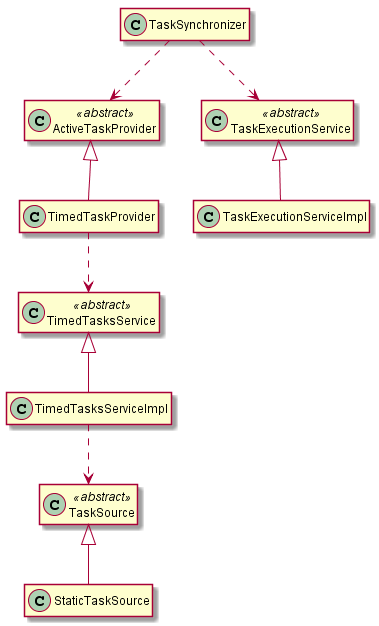 C TaskSynchronizer
C «abstract» ActiveTaskProvider
C «abstract» TaskExecutionService
C TimedTaskProvider
C TaskExecutionServiceImpl
C «abstract» TimedTasksService
C TimedTasksServiceImpl
C «abstract» TaskSource
C StaticTaskSource